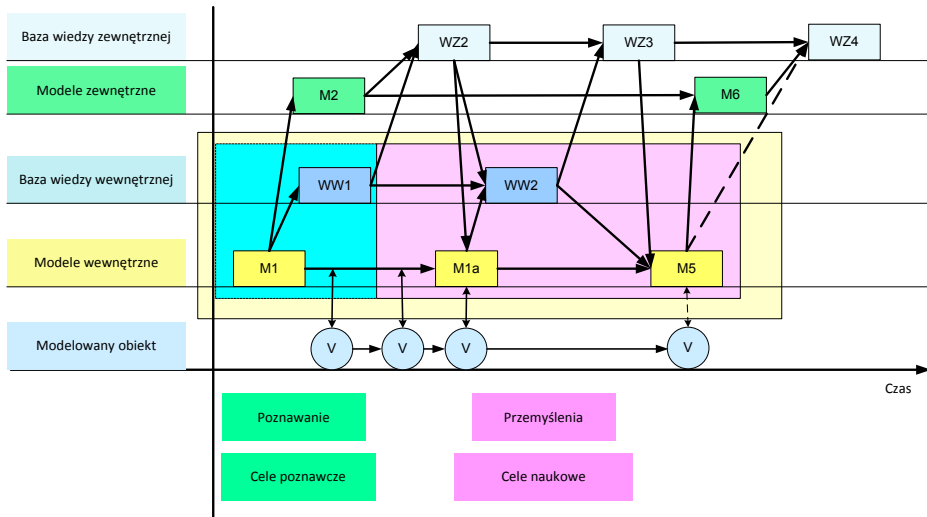 Baza wiedzy zewnętrznej
WZ2
WZ3
WZ4
Modele zewnętrzne
M2
M6
Baza wiedzy wewnętrznej
WW1
WW2
Modele wewnętrzne
M1
M1a
M5
Modelowany obiekt
V
V
V
V
Czas
Poznawanie
Przemyślenia
Cele poznawcze
Cele naukowe